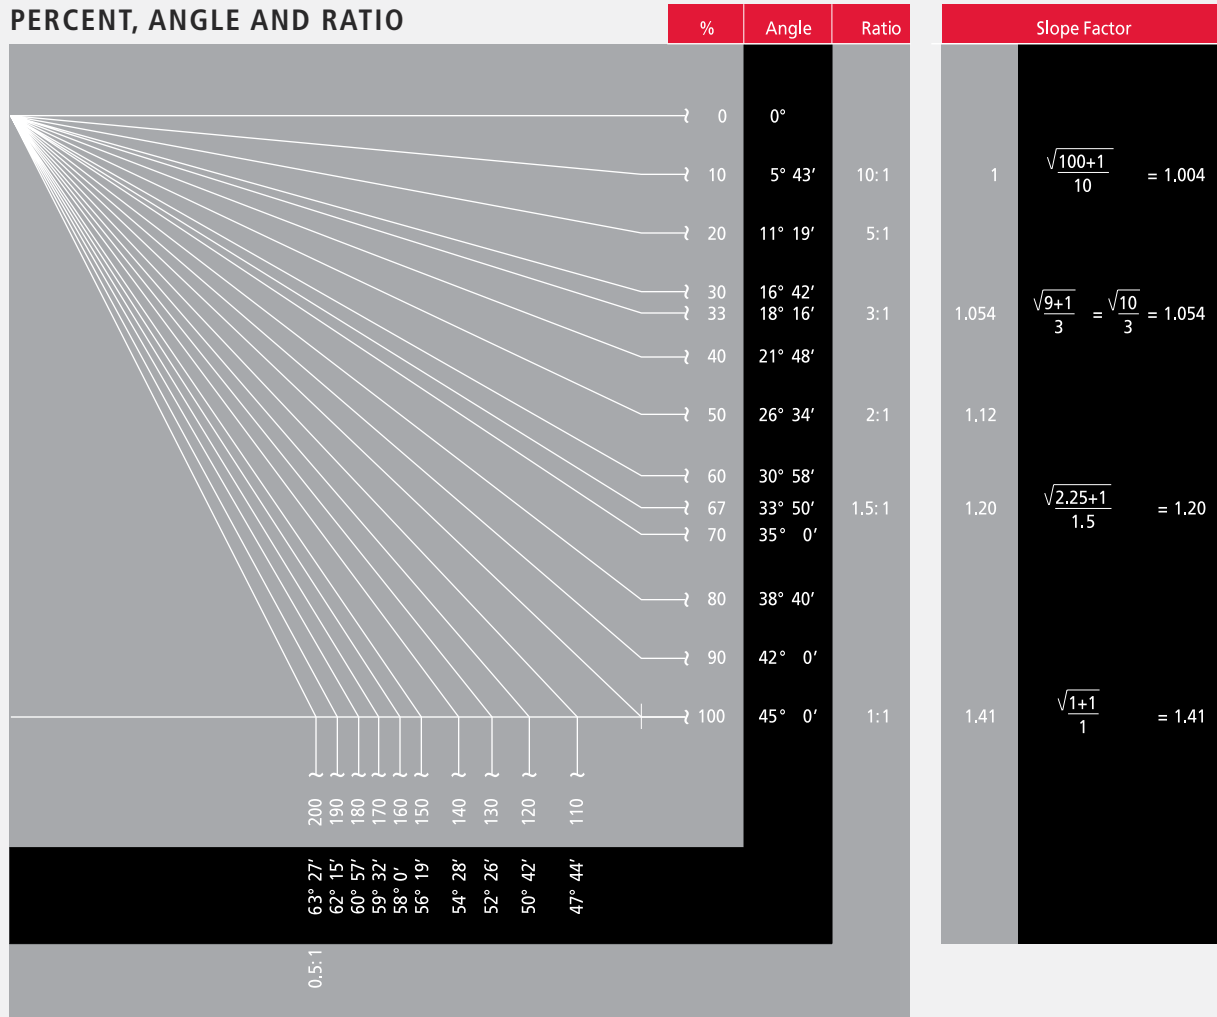 PERCENT, ANGLE AND RATIO
% Angle Ratio Slope Factor
0 0°
10 5° 43′ 10:1 1 √100+1 / 10 = 1.004
20 11° 19′ 5:1
30 16° 42′
33 18° 16′ 3:1 1.054 √9+1 / 3 = √10 / 3 = 1.054
40 21° 48′
50 26° 34′ 2:1 1.12
60 30° 58′
67 33° 50′ 1.5:1 1.20 √2.25+1 / 1.5 = 1.20
70 35° 0′
80 38° 40′
90 42° 0′
100 45° 0′ 1:1 1.41 √1+1 / 1 = 1.41
200 190 180 170 160 150 140 130 120 110
63° 27′ 62° 15′ 60° 57′ 59° 32′ 58° 0′ 56° 19′ 54° 28′ 52° 26′ 50° 42′ 47° 44′
0.5:1